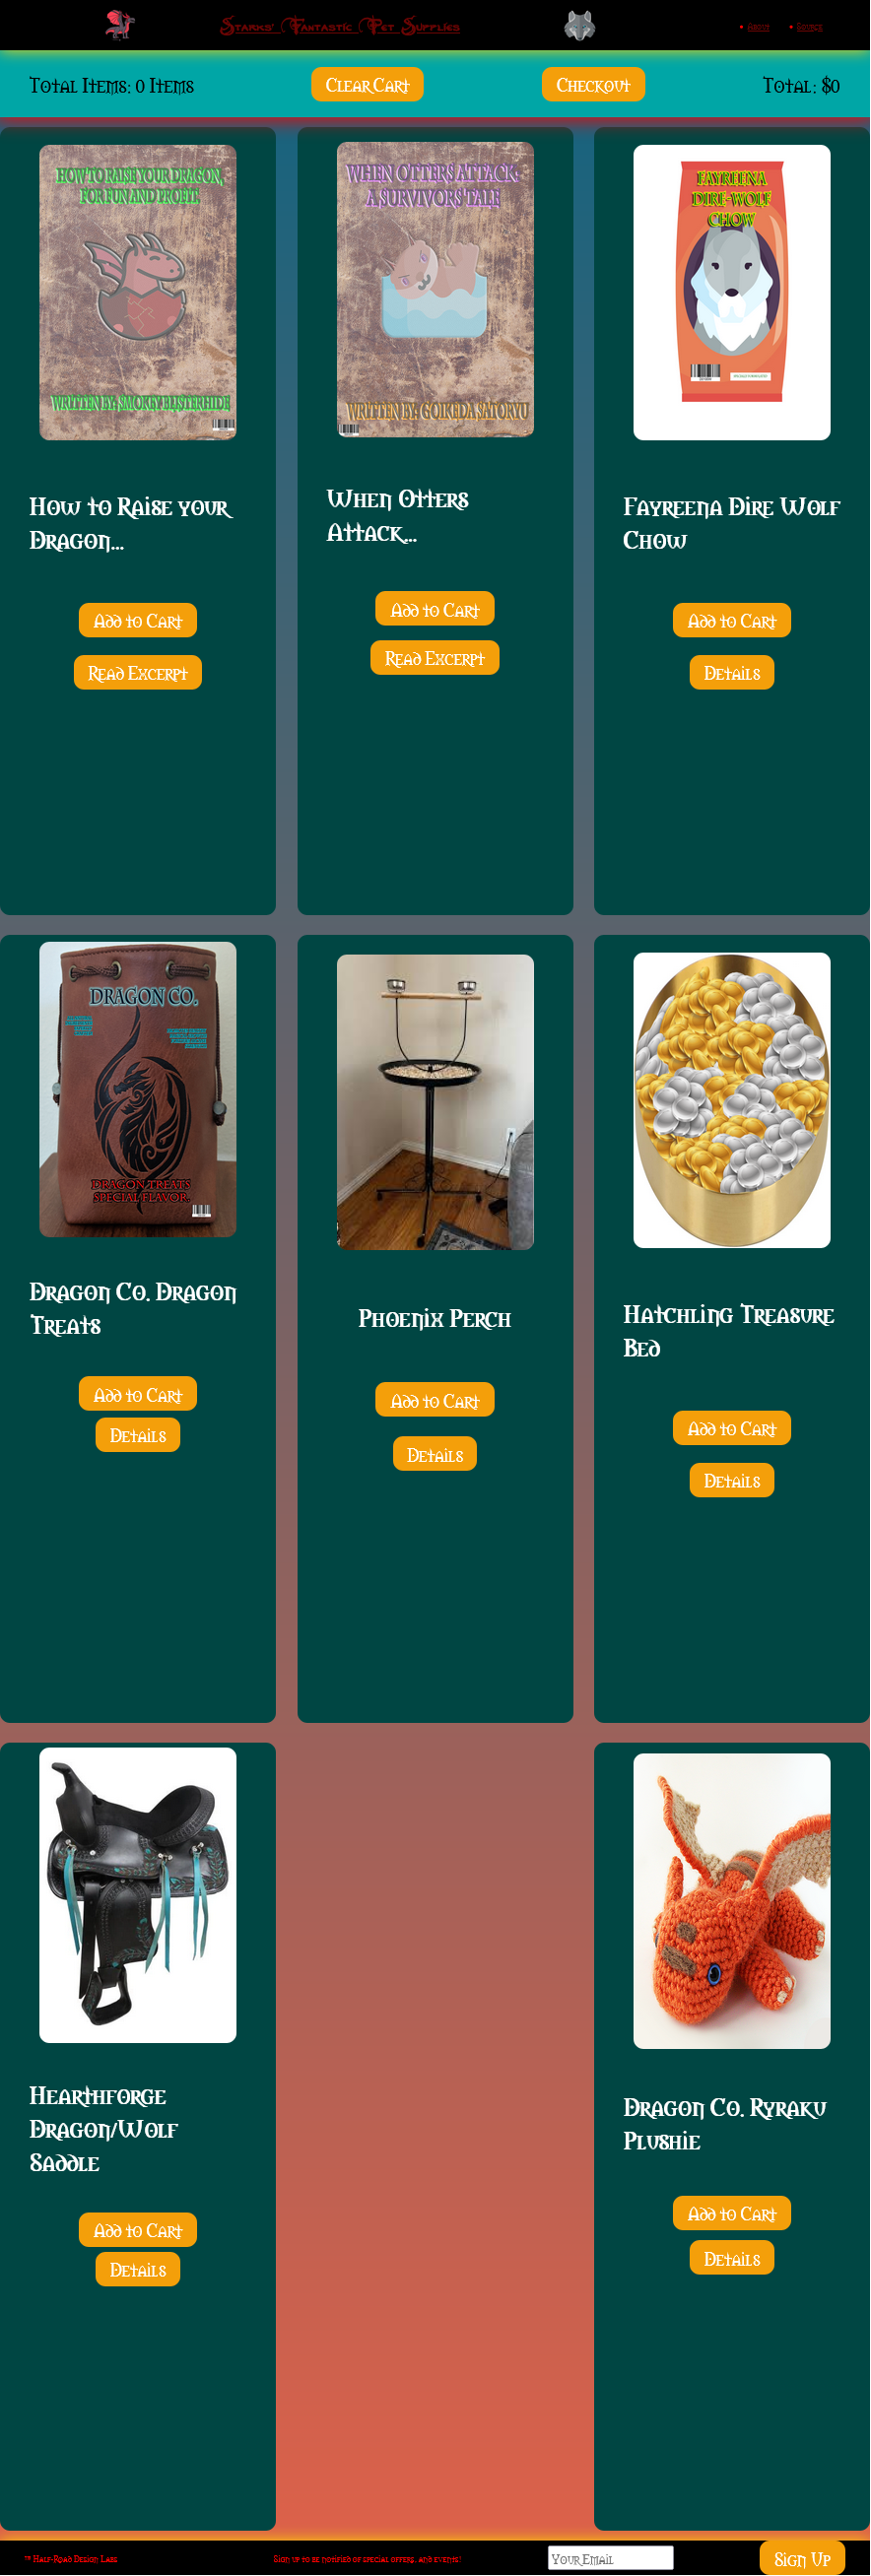 Starks' Fantastic Pet Supplies
About
Source
Total Items: 0 Items
Clear Cart
Checkout
Total: $0
HOW TO RAISE YOUR DRAGON,
FOR FUN AND PROFIT.
WRITTEN BY: SMOKEY BLISTERHIDE
WHEN OTTERS ATTACK:
A SURVIVORS TALE
WRITTEN BY: GOIKEDA SATORYU
FAYREENA
DIRE-WOLF
CHOW
How to Raise your
Dragon...
When Otters
Attack...
Fayreena Dire Wolf
Chow
Add to Cart
Add to Cart
Add to Cart
Read Excerpt
Read Excerpt
Details
DRAGON CO.
DRAGON TREATS
SPECIAL FLAVOR.
Dragon Co. Dragon
Treats
Phoenix Perch
Hatchling Treasure
Bed
Add to Cart
Add to Cart
Add to Cart
Details
Details
Details
Hearthforge
Dragon/Wolf
Saddle
Dragon Co. Ryraku
Plushie
Add to Cart
Add to Cart
Details
Details
™ Half-Road Design Labs
Sign up to be notified of special offers, and events!
Your Email
Sign Up